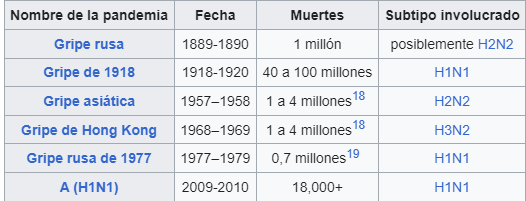 Nombre de la pandemia Fecha Muertes Subtipo involucrado
Gripe rusa 1889-1890 1 millón posiblemente H2N2
Gripe de 1918 1918-1920 40 a 100 millones H1N1
Gripe asiática 1957–1958 1 a 4 millones18 H2N2
Gripe de Hong Kong 1968–1969 1 a 4 millones18 H3N2
Gripe rusa de 1977 1977–1979 0,7 millones19 H1N1
A (H1N1) 2009-2010 18,000+ H1N1